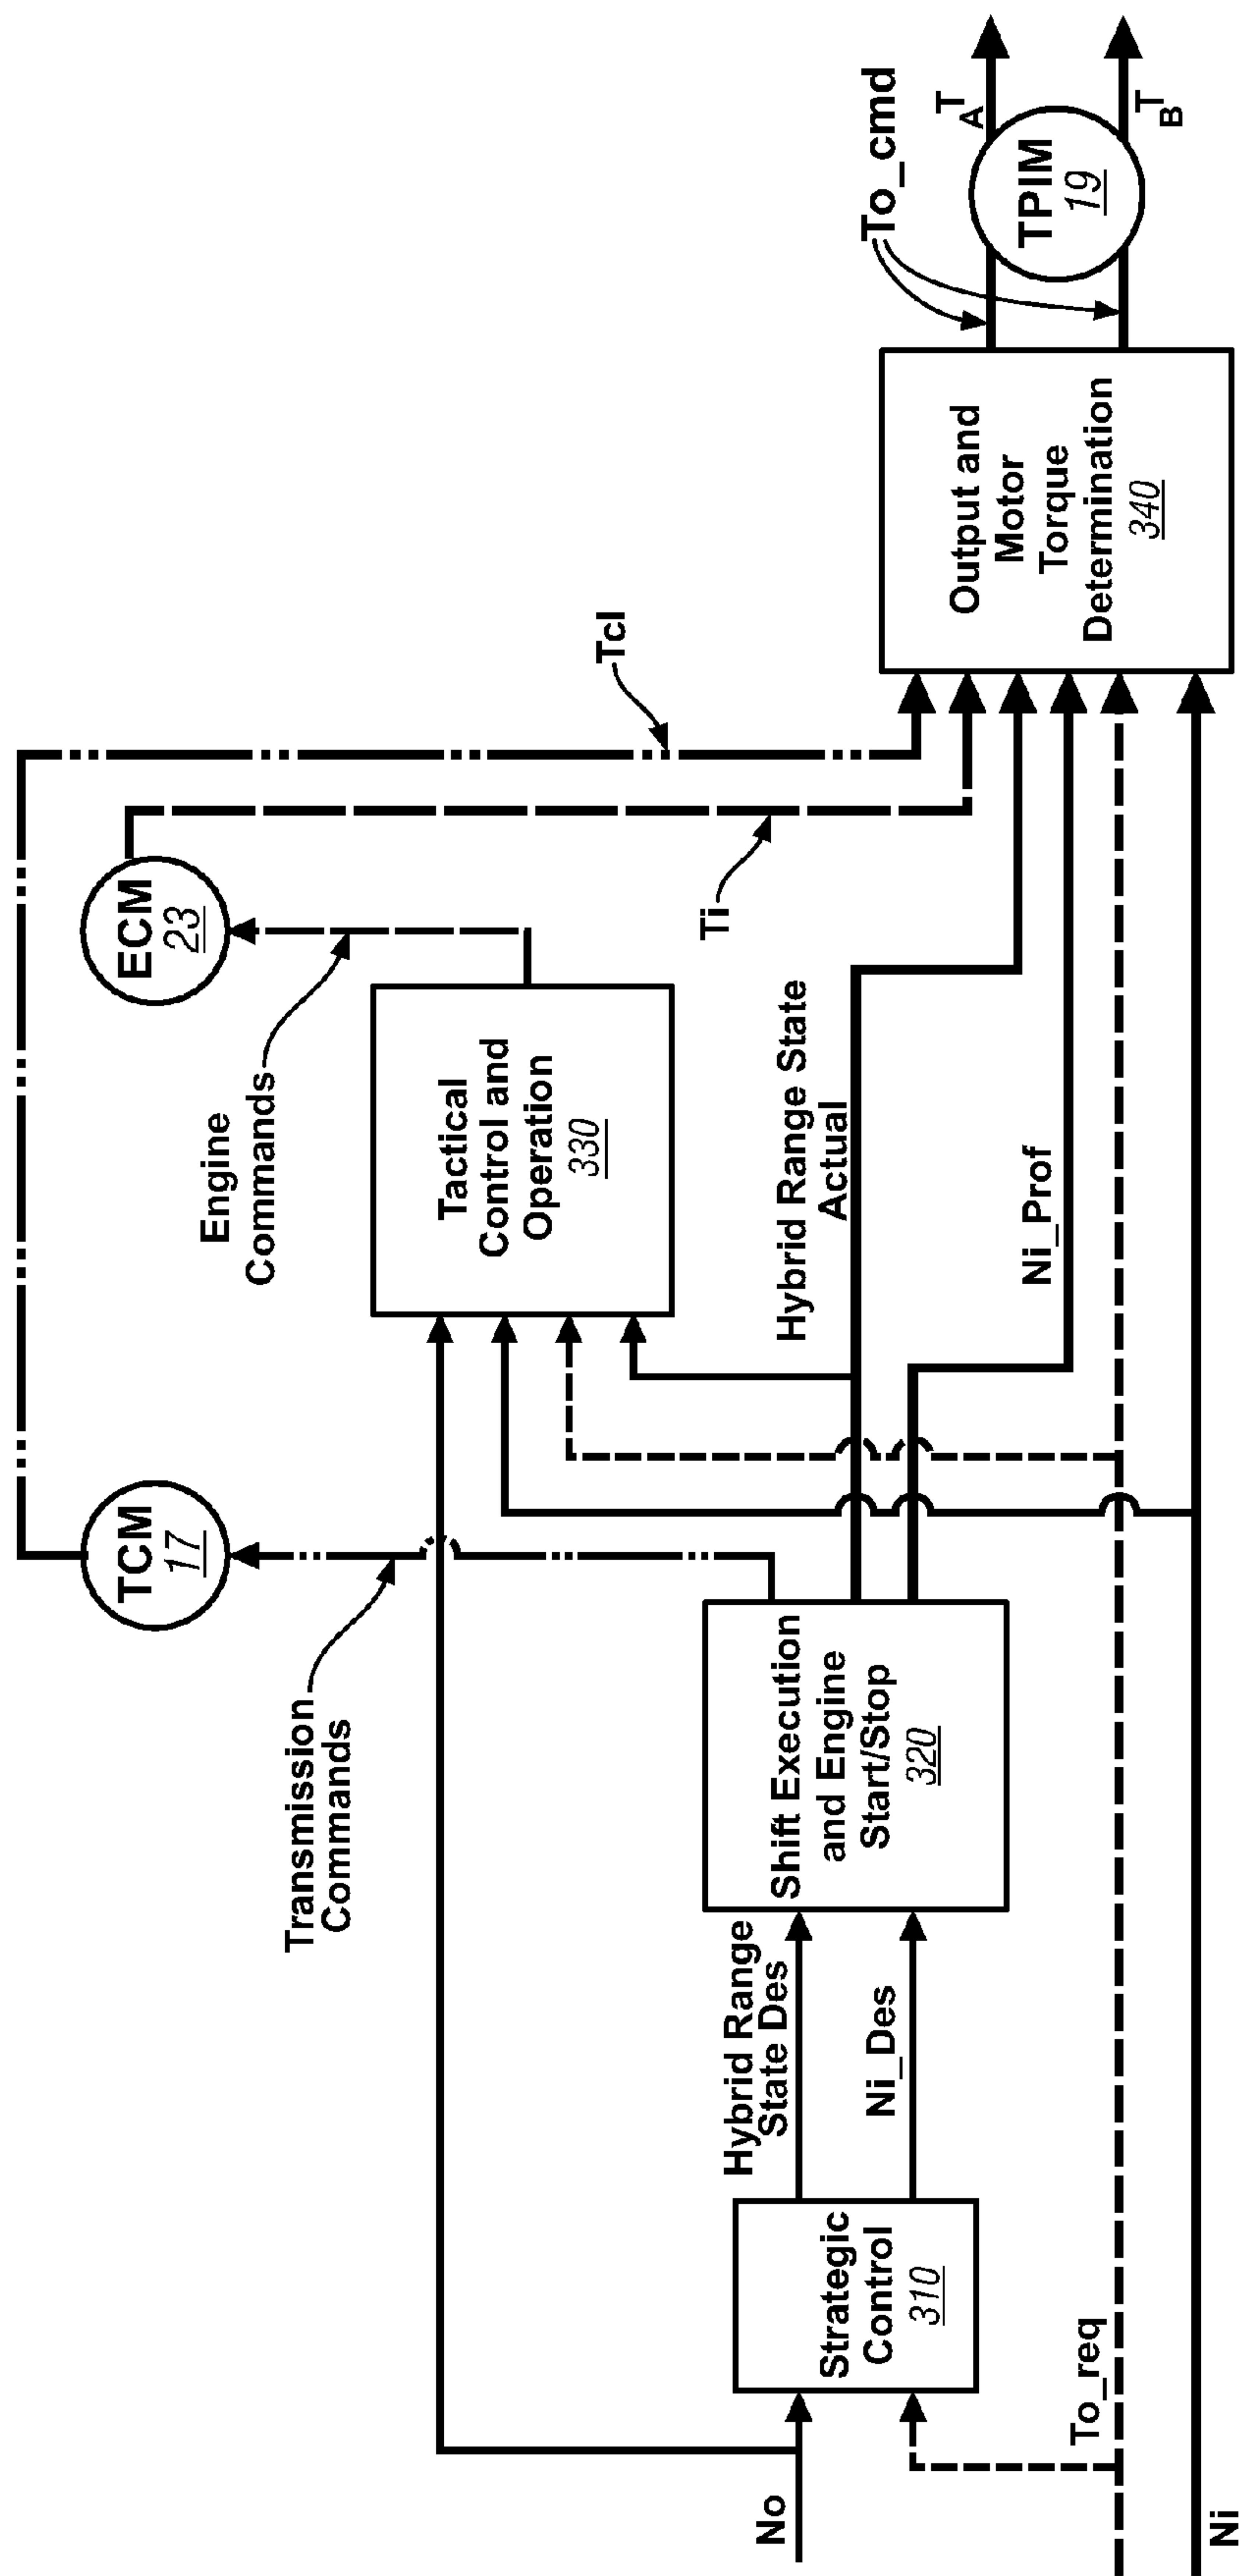 TCM
17
ECM
23
Transmission
Commands
Engine
Commands
Tactical
Control and
Operation
330
Ti
Tcl
To_cmd
T
A
TPIM
19
T
B
No
Strategic
Control
310
Hybrid Range
State Des
Ni_Des
Shift Execution
and Engine
Start/Stop
320
Hybrid Range State
Actual
Ni_Prof
Output and
Motor
Torque
Determination
340
To_req
Ni